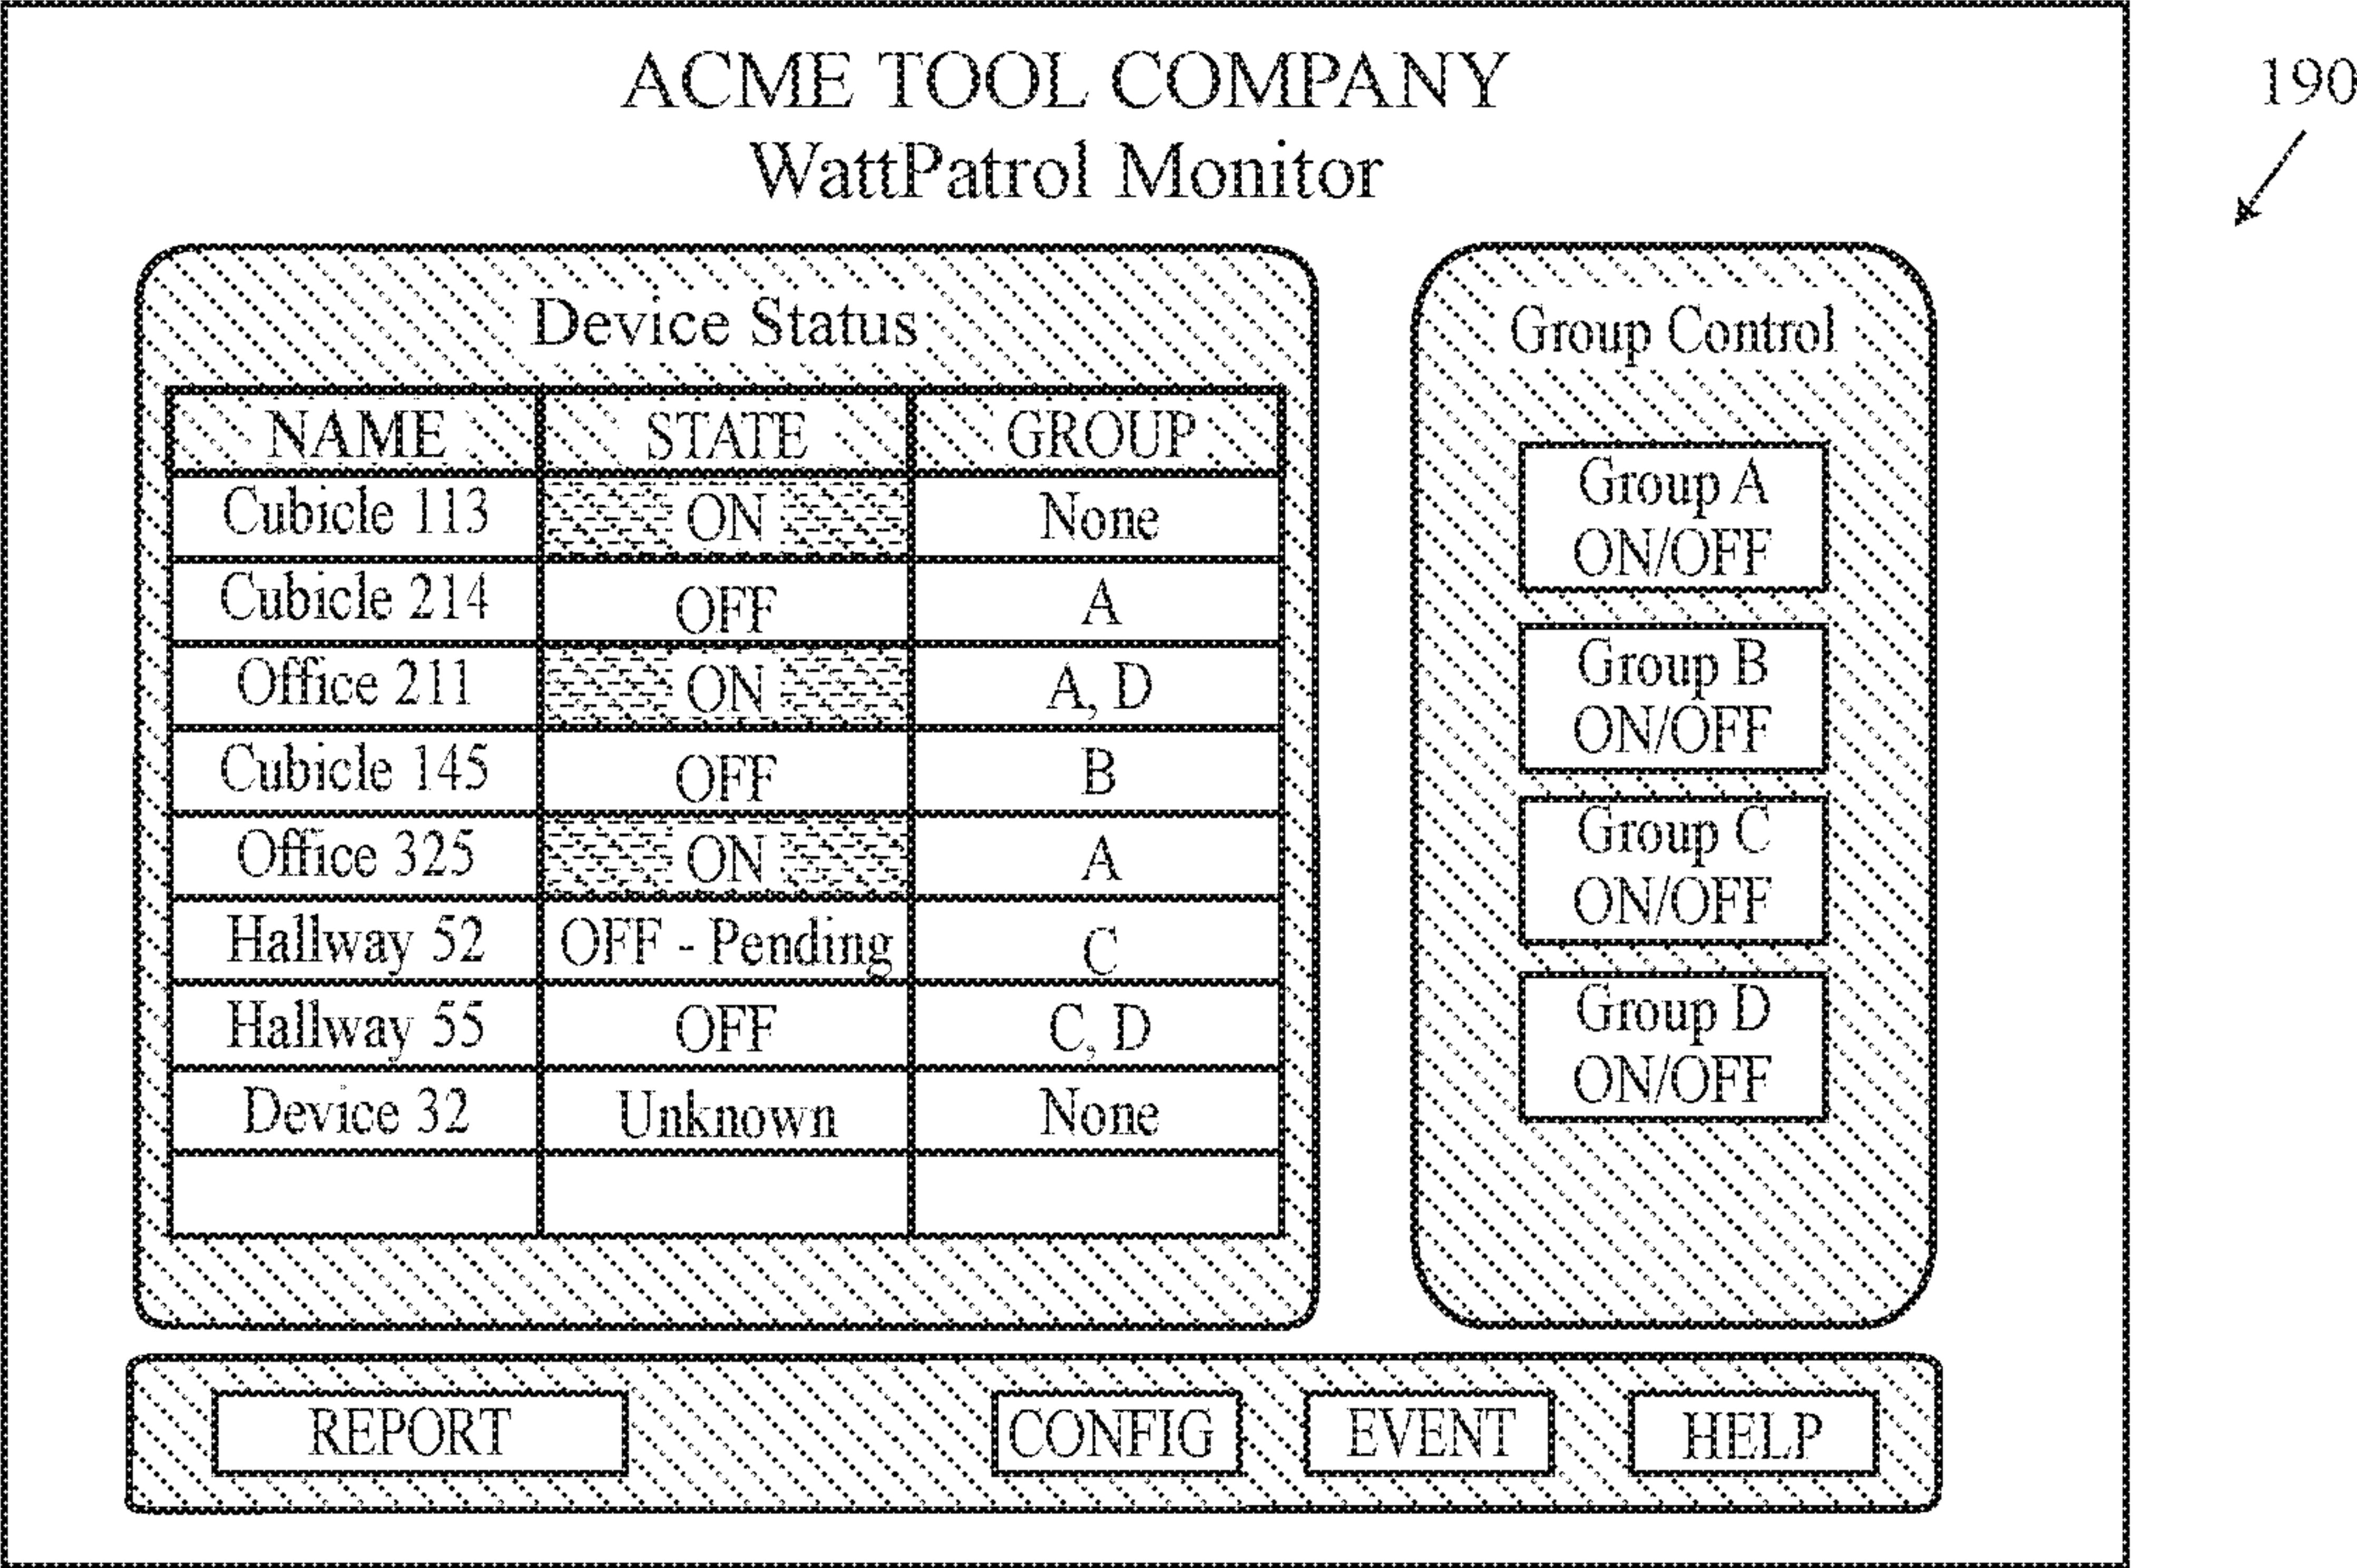 ACME TOOL COMPANY
WattPatrol Monitor
190
Device Status
NAME STATE GROUP
Cubicle 113 ON None
Cubicle 214 OFF A
Office 211 ON A, D
Cubicle 145 OFF B
Office 325 ON A
Hallway 52 OFF - Pending C
Hallway 55 OFF C, D
Device 32 Unknown None
Group Control
Group A
ON/OFF
Group B
ON/OFF
Group C
ON/OFF
Group D
ON/OFF
REPORT CONFIG EVENT HELP